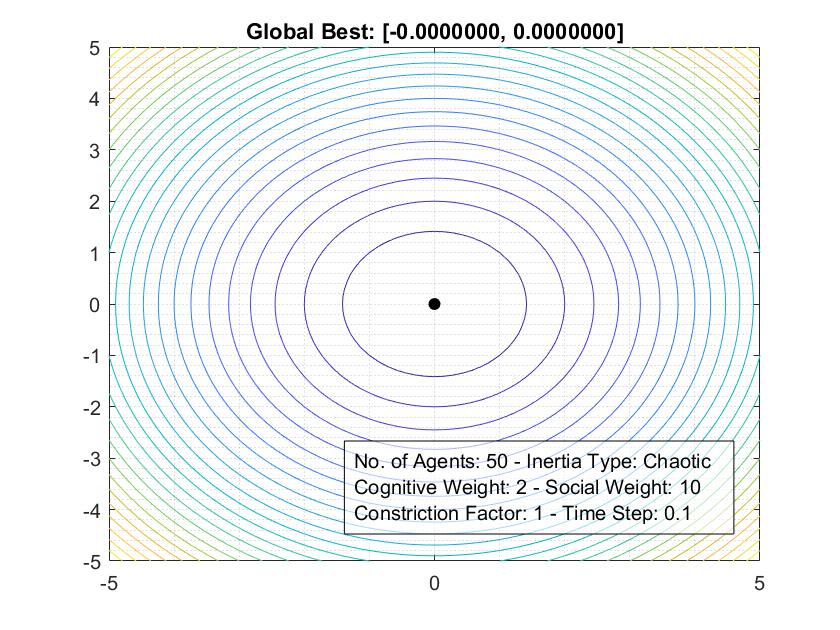 Global Best: [-0.0000000, 0.0000000]
5
4
3
2
1
0
-1
-2
-3
-4
-5
No. of Agents: 50 - Inertia Type: Chaotic
Cognitive Weight: 2 - Social Weight: 10
Constriction Factor: 1 - Time Step: 0.1
-5 0 5